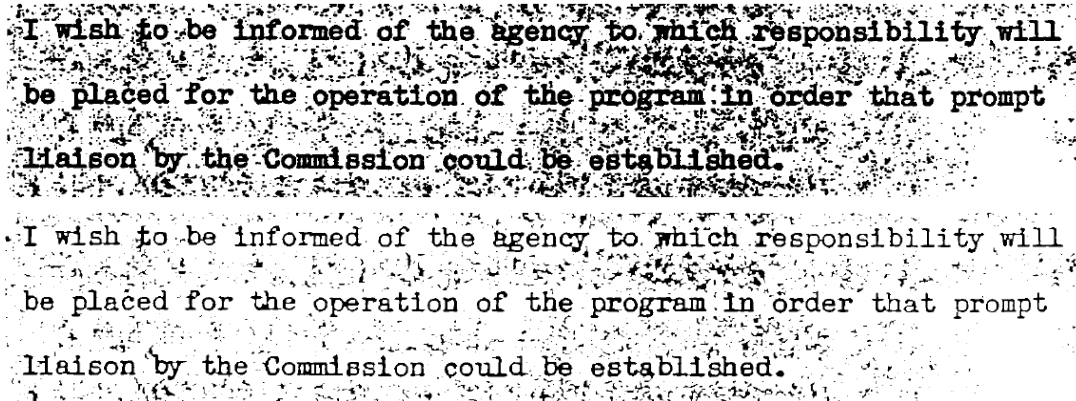 I wish to be informed of the agency to which responsibility will
be placed for the operation of the program in order that prompt
liaison by the Commission could be established.
I wish to be informed of the agency to which responsibility will
be placed for the operation of the program in order that prompt
liaison by the Commission could be established.